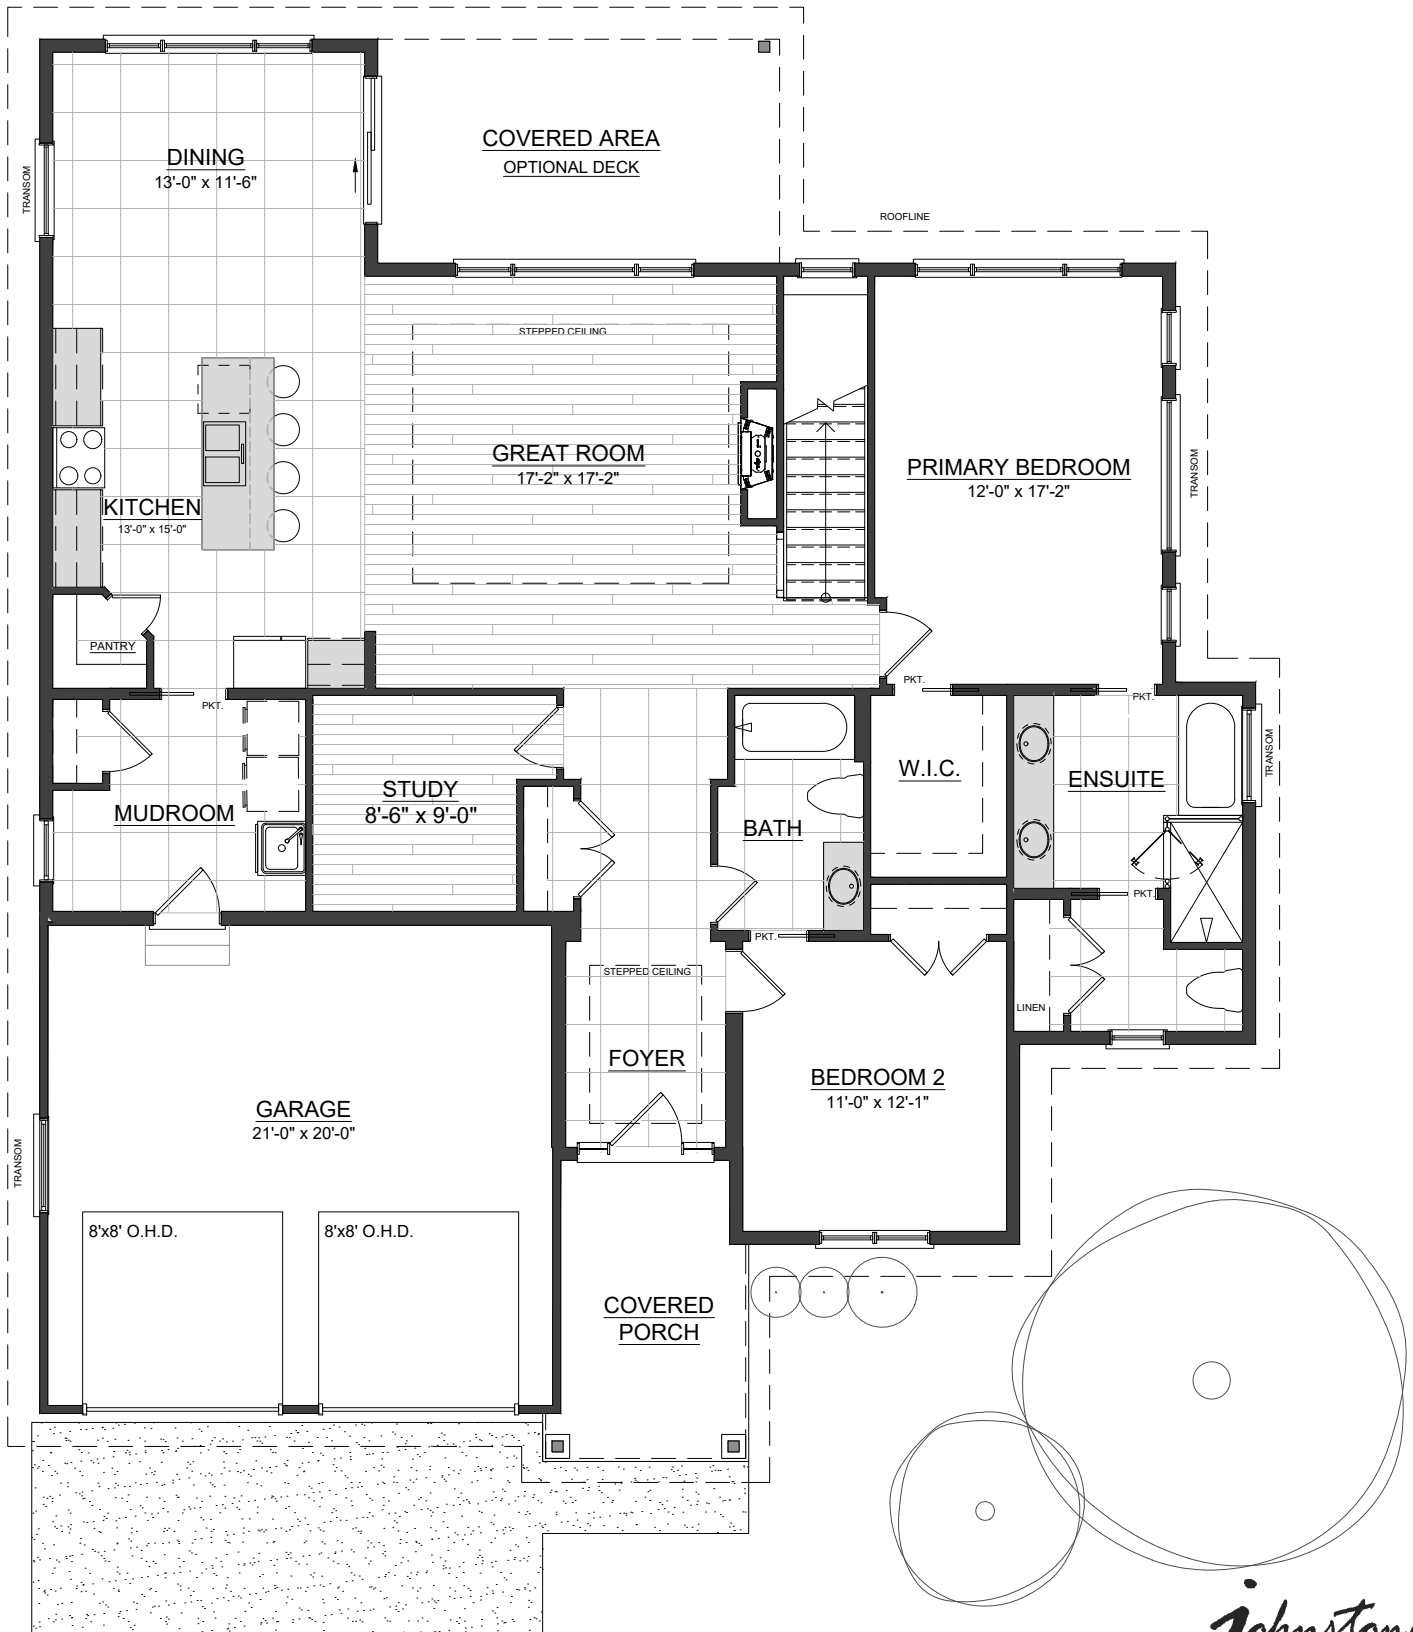 COVERED AREA
OPTIONAL DECK
DINING
13'-0" x 11'-6"
TRANSOM
ROOFLINE
STEPPED CEILING
GREAT ROOM
17'-2" x 17'-2"
PRIMARY BEDROOM
12'-0" x 17'-2"
TRANSOM
KITCHEN
13'-0" x 15'-0"
PANTRY
PKT.
PKT.
PKT.
MUDROOM
STUDY
8'-6" x 9'-0"
BATH
W.I.C.
ENSUITE
TRANSOM
PKT.
PKT.
LINEN
STEPPED CEILING
FOYER
BEDROOM 2
11'-0" x 12'-1"
GARAGE
21'-0" x 20'-0"
TRANSOM
8'x8' O.H.D.
8'x8' O.H.D.
COVERED
PORCH